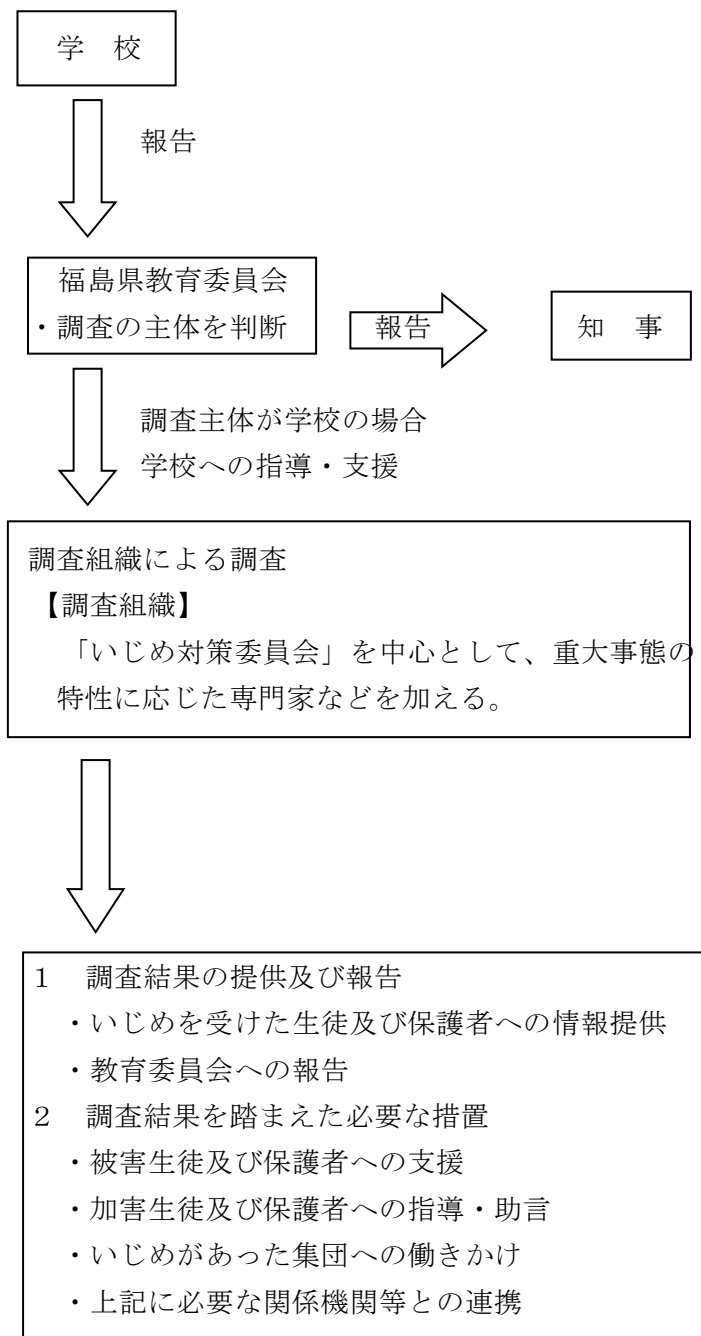 学　校
報告
福島県教育委員会
・調査の主体を判断
報告
知　事
調査主体が学校の場合
学校への指導・支援
調査組織による調査
【調査組織】
「いじめ対策委員会」を中心として、重大事態の
特性に応じた専門家などを加える。
１　調査結果の提供及び報告
・いじめを受けた生徒及び保護者への情報提供
・教育委員会への報告
２　調査結果を踏まえた必要な措置
・被害生徒及び保護者への支援
・加害生徒及び保護者への指導・助言
・いじめがあった集団への働きかけ
・上記に必要な関係機関等との連携